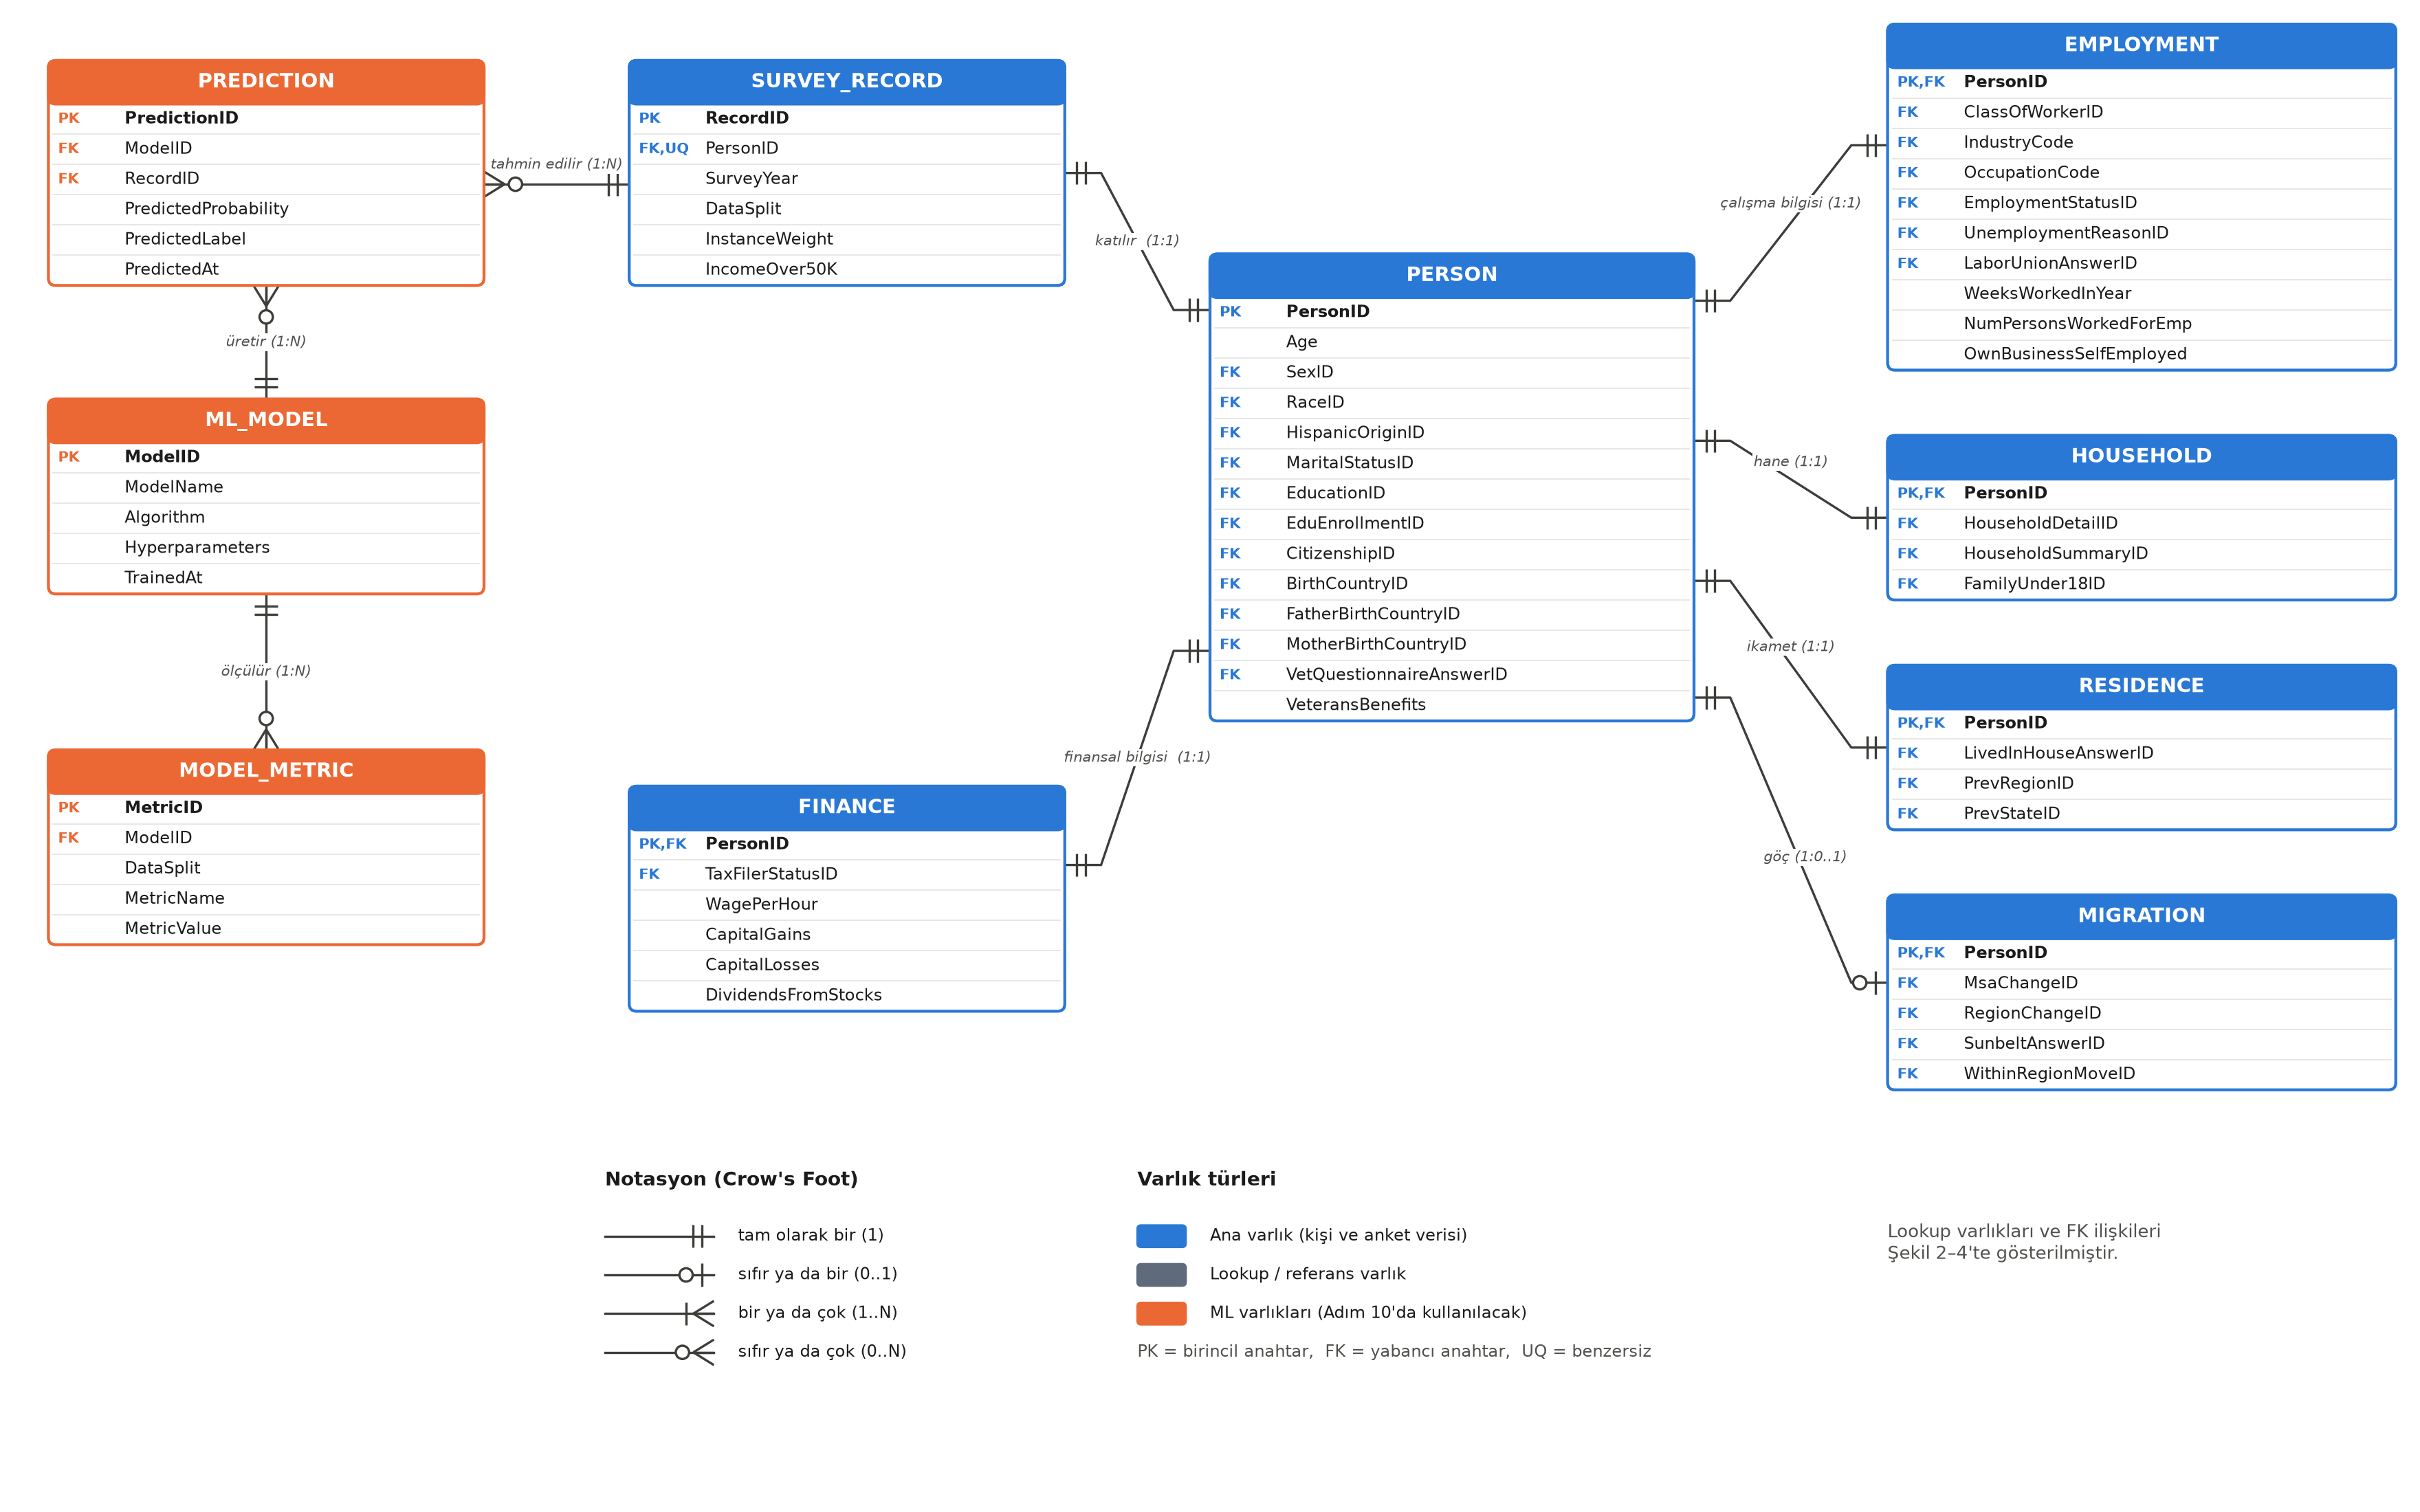 PREDICTION
PK PredictionID
FK ModelID
FK RecordID
PredictedProbability
PredictedLabel
PredictedAt
tahmin edilir (1:N)
üretir (1:N)
ML_MODEL
PK ModelID
ModelName
Algorithm
Hyperparameters
TrainedAt
ölçülür (1:N)
MODEL_METRIC
PK MetricID
FK ModelID
DataSplit
MetricName
MetricValue
SURVEY_RECORD
PK RecordID
FK,UQ PersonID
SurveyYear
DataSplit
InstanceWeight
IncomeOver50K
katılır (1:1)
FINANCE
PK,FK PersonID
FK TaxFilerStatusID
WagePerHour
CapitalGains
CapitalLosses
DividendsFromStocks
finansal bilgisi (1:1)
PERSON
PK PersonID
Age
FK SexID
FK RaceID
FK HispanicOriginID
FK MaritalStatusID
FK EducationID
FK EduEnrollmentID
FK CitizenshipID
FK BirthCountryID
FK FatherBirthCountryID
FK MotherBirthCountryID
FK VetQuestionnaireAnswerID
VeteransBenefits
çalışma bilgisi (1:1)
hane (1:1)
ikamet (1:1)
göç (1:0..1)
EMPLOYMENT
PK,FK PersonID
FK ClassOfWorkerID
FK IndustryCode
FK OccupationCode
FK EmploymentStatusID
FK UnemploymentReasonID
FK LaborUnionAnswerID
WeeksWorkedInYear
NumPersonsWorkedForEmp
OwnBusinessSelfEmployed
HOUSEHOLD
PK,FK PersonID
FK HouseholdDetailID
FK HouseholdSummaryID
FK FamilyUnder18ID
RESIDENCE
PK,FK PersonID
FK LivedInHouseAnswerID
FK PrevRegionID
FK PrevStateID
MIGRATION
PK,FK PersonID
FK MsaChangeID
FK RegionChangeID
FK SunbeltAnswerID
FK WithinRegionMoveID
Notasyon (Crow's Foot)
tam olarak bir (1)
sıfır ya da bir (0..1)
bir ya da çok (1..N)
sıfır ya da çok (0..N)
Varlık türleri
Ana varlık (kişi ve anket verisi)
Lookup / referans varlık
ML varlıkları (Adım 10'da kullanılacak)
PK = birincil anahtar, FK = yabancı anahtar, UQ = benzersiz
Lookup varlıkları ve FK ilişkileri
Şekil 2–4'te gösterilmiştir.